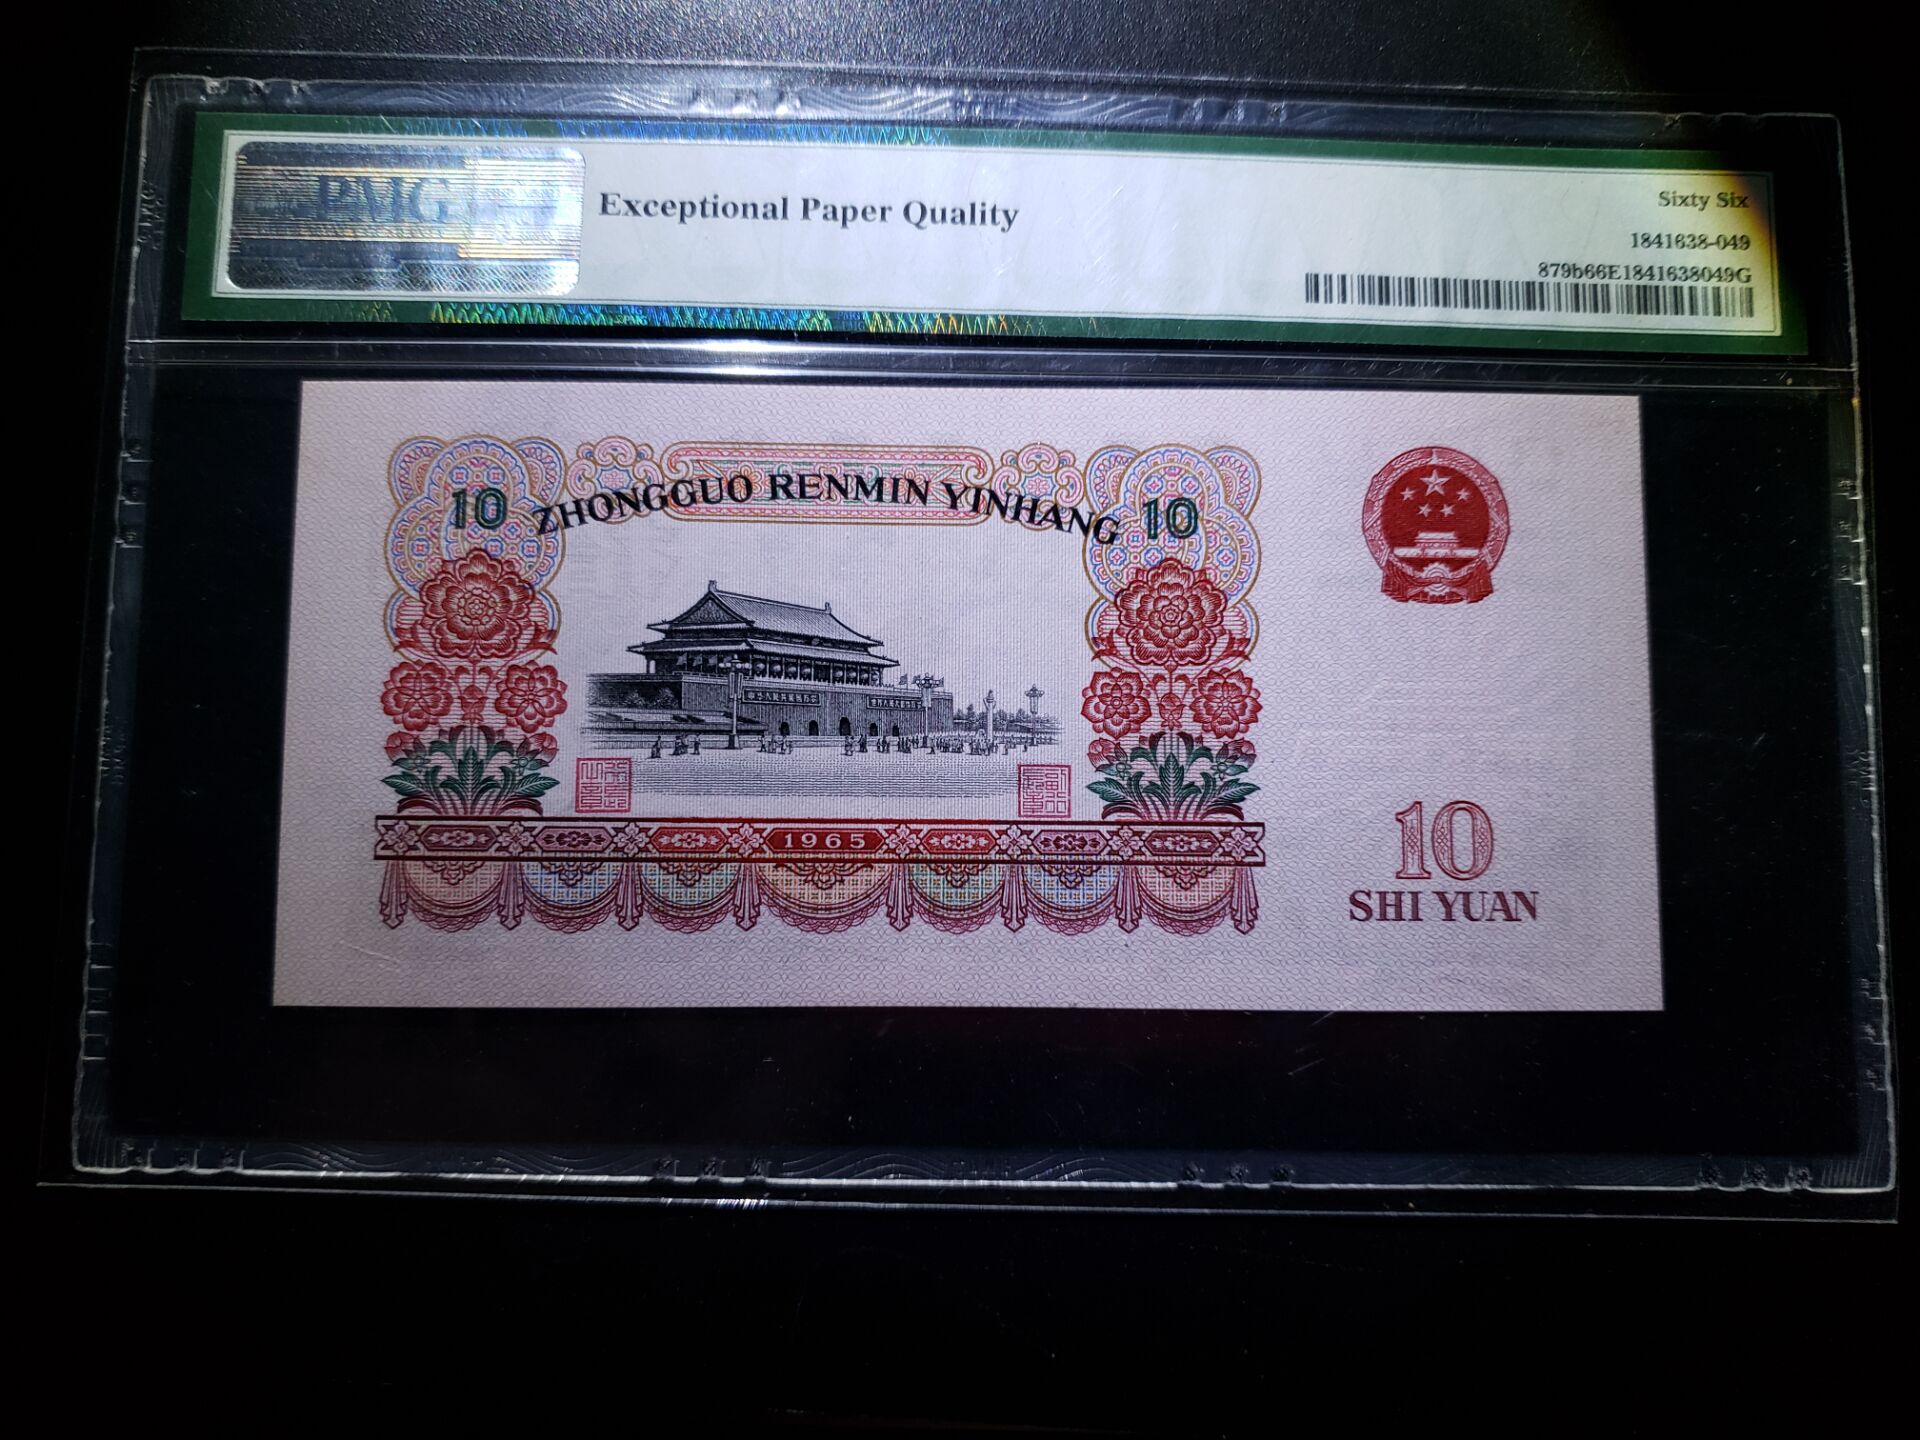 PMG
Exceptional Paper Quality
Sixty Six
1841638-049
879b66E1841638049G
10 ZHONGGUO RENMIN YINHANG 10
1965
10
SHI YUAN